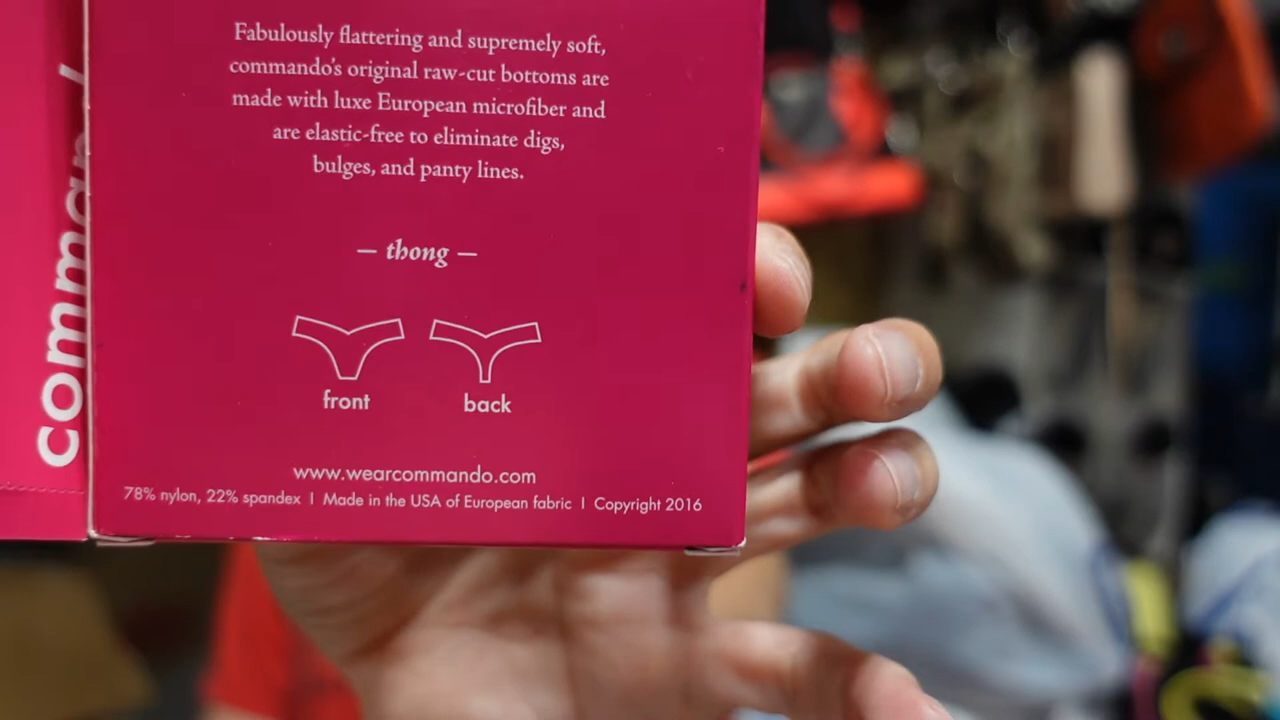 Fabulously flattering and supremely soft,
commando's original raw-cut bottoms are
made with luxe European microfiber and
are elastic-free to eliminate digs,
bulges, and panty lines.
— thong —
front
back
www.wearcommando.com
78% nylon, 22% spandex | Made in the USA of European fabric | Copyright 2016
command